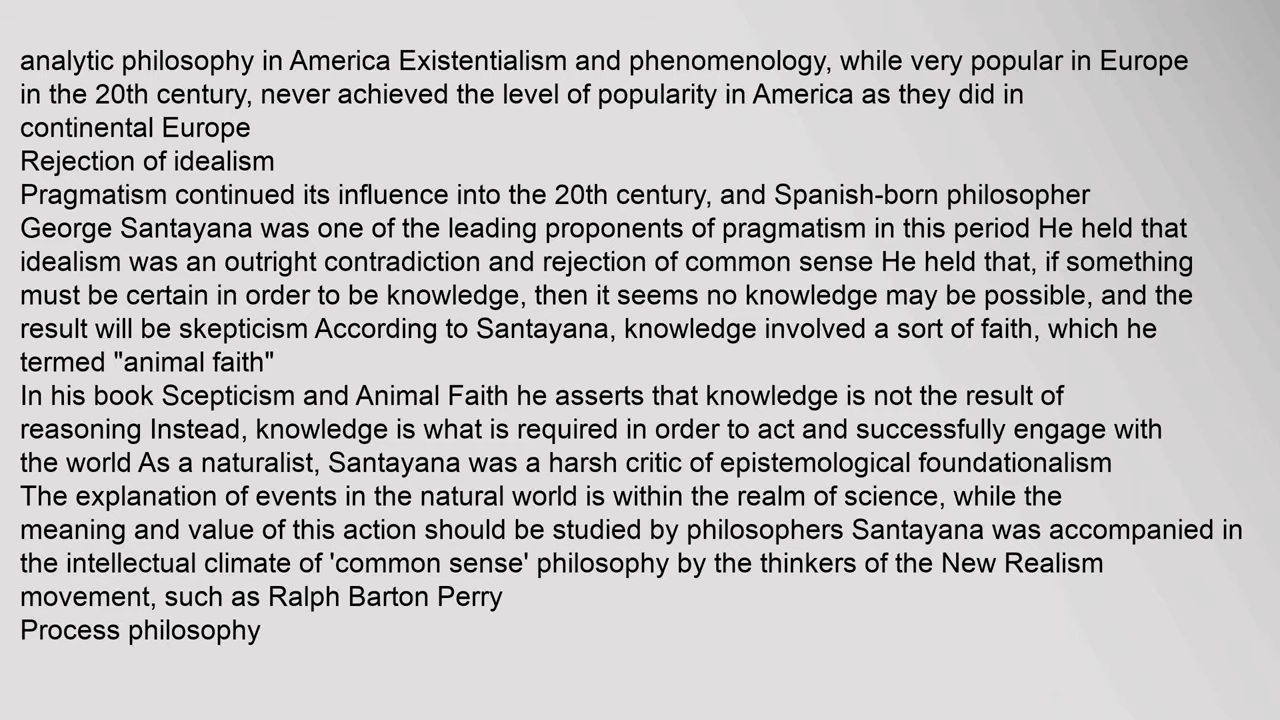 analytic philosophy in America Existentialism and phenomenology, while very popular in Europe
in the 20th century, never achieved the level of popularity in America as they did in
continental Europe
Rejection of idealism
Pragmatism continued its influence into the 20th century, and Spanish-born philosopher
George Santayana was one of the leading proponents of pragmatism in this period He held that
idealism was an outright contradiction and rejection of common sense He held that, if something
must be certain in order to be knowledge, then it seems no knowledge may be possible, and the
result will be skepticism According to Santayana, knowledge involved a sort of faith, which he
termed "animal faith"
In his book Scepticism and Animal Faith he asserts that knowledge is not the result of
reasoning Instead, knowledge is what is required in order to act and successfully engage with
the world As a naturalist, Santayana was a harsh critic of epistemological foundationalism
The explanation of events in the natural world is within the realm of science, while the
meaning and value of this action should be studied by philosophers Santayana was accompanied in
the intellectual climate of 'common sense' philosophy by the thinkers of the New Realism
movement, such as Ralph Barton Perry
Process philosophy